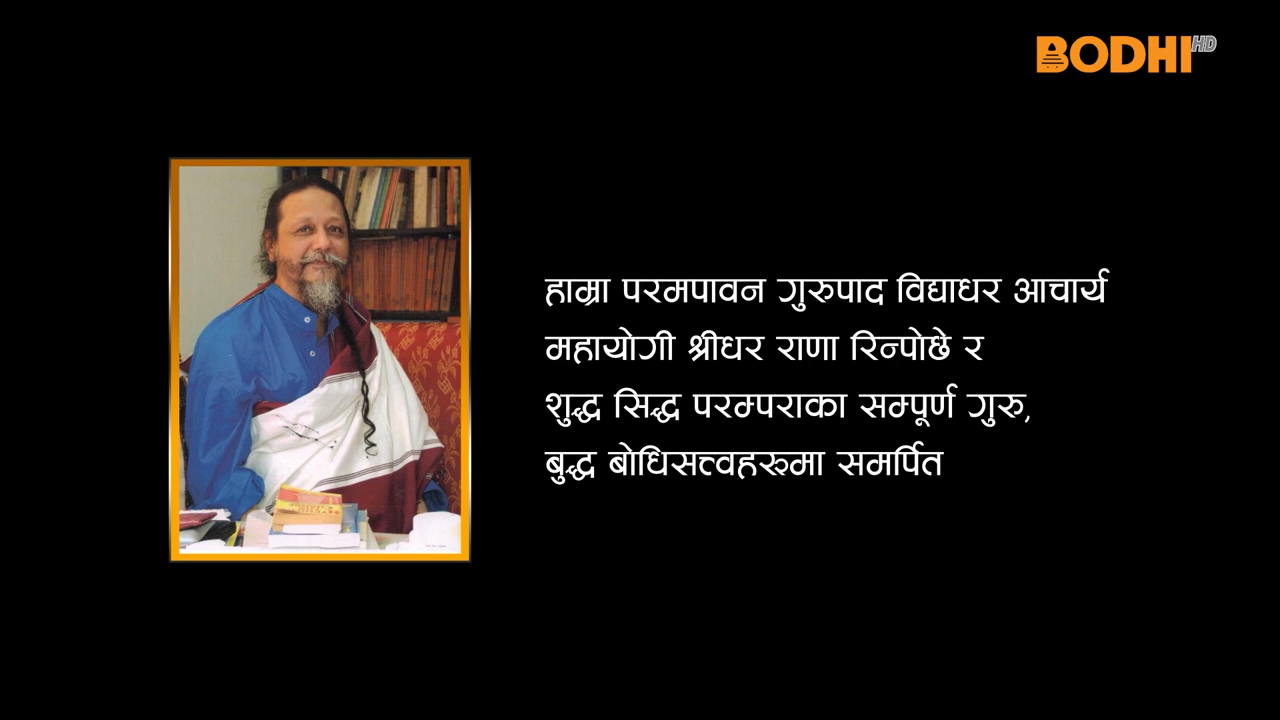 BODHI HD
हाम्रा परमपावन गुरुपाद विद्याधर आचार्य
महायोगी श्रीधर राणा रिन्पोछे र
शुद्ध सिद्ध परम्पराका सम्पूर्ण गुरु,
बुद्ध बोधिसत्त्वहरुमा समर्पित